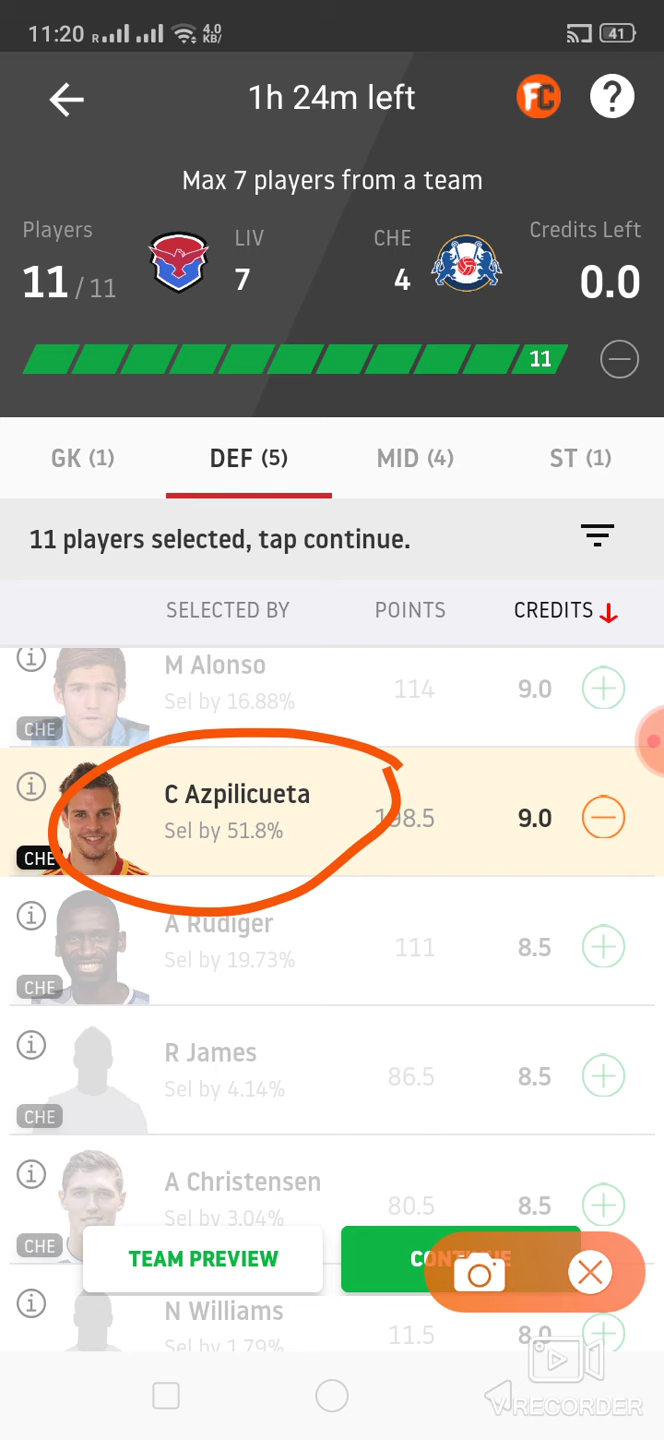 11:20 R 4.0 KB/ 41
1h 24m left FC ?
Max 7 players from a team
Players LIV CHE Credits Left
11 / 11 7 4 0.0
11
GK (1) DEF (5) MID (4) ST (1)
11 players selected, tap continue.
SELECTED BY POINTS CREDITS
M Alonso
Sel by 16.88% 114 9.0
CHE
C Azpilicueta
Sel by 51.8% 198.5 9.0
CHE
A Rudiger
Sel by 19.73% 111 8.5
CHE
R James
Sel by 4.14% 86.5 8.5
CHE
A Christensen
Sel by 3.04% 80.5 8.5
CHE
TEAM PREVIEW CONTINUE
N Williams
Sel by 1.79% 11.5 8.0
VRECORDER